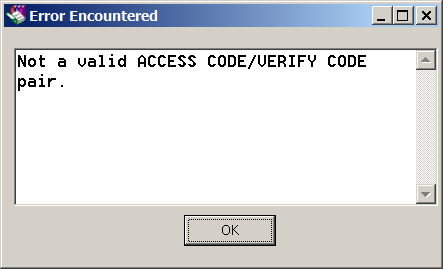 Error Encountered
Not a valid ACCESS CODE/VERIFY CODE
pair.
OK